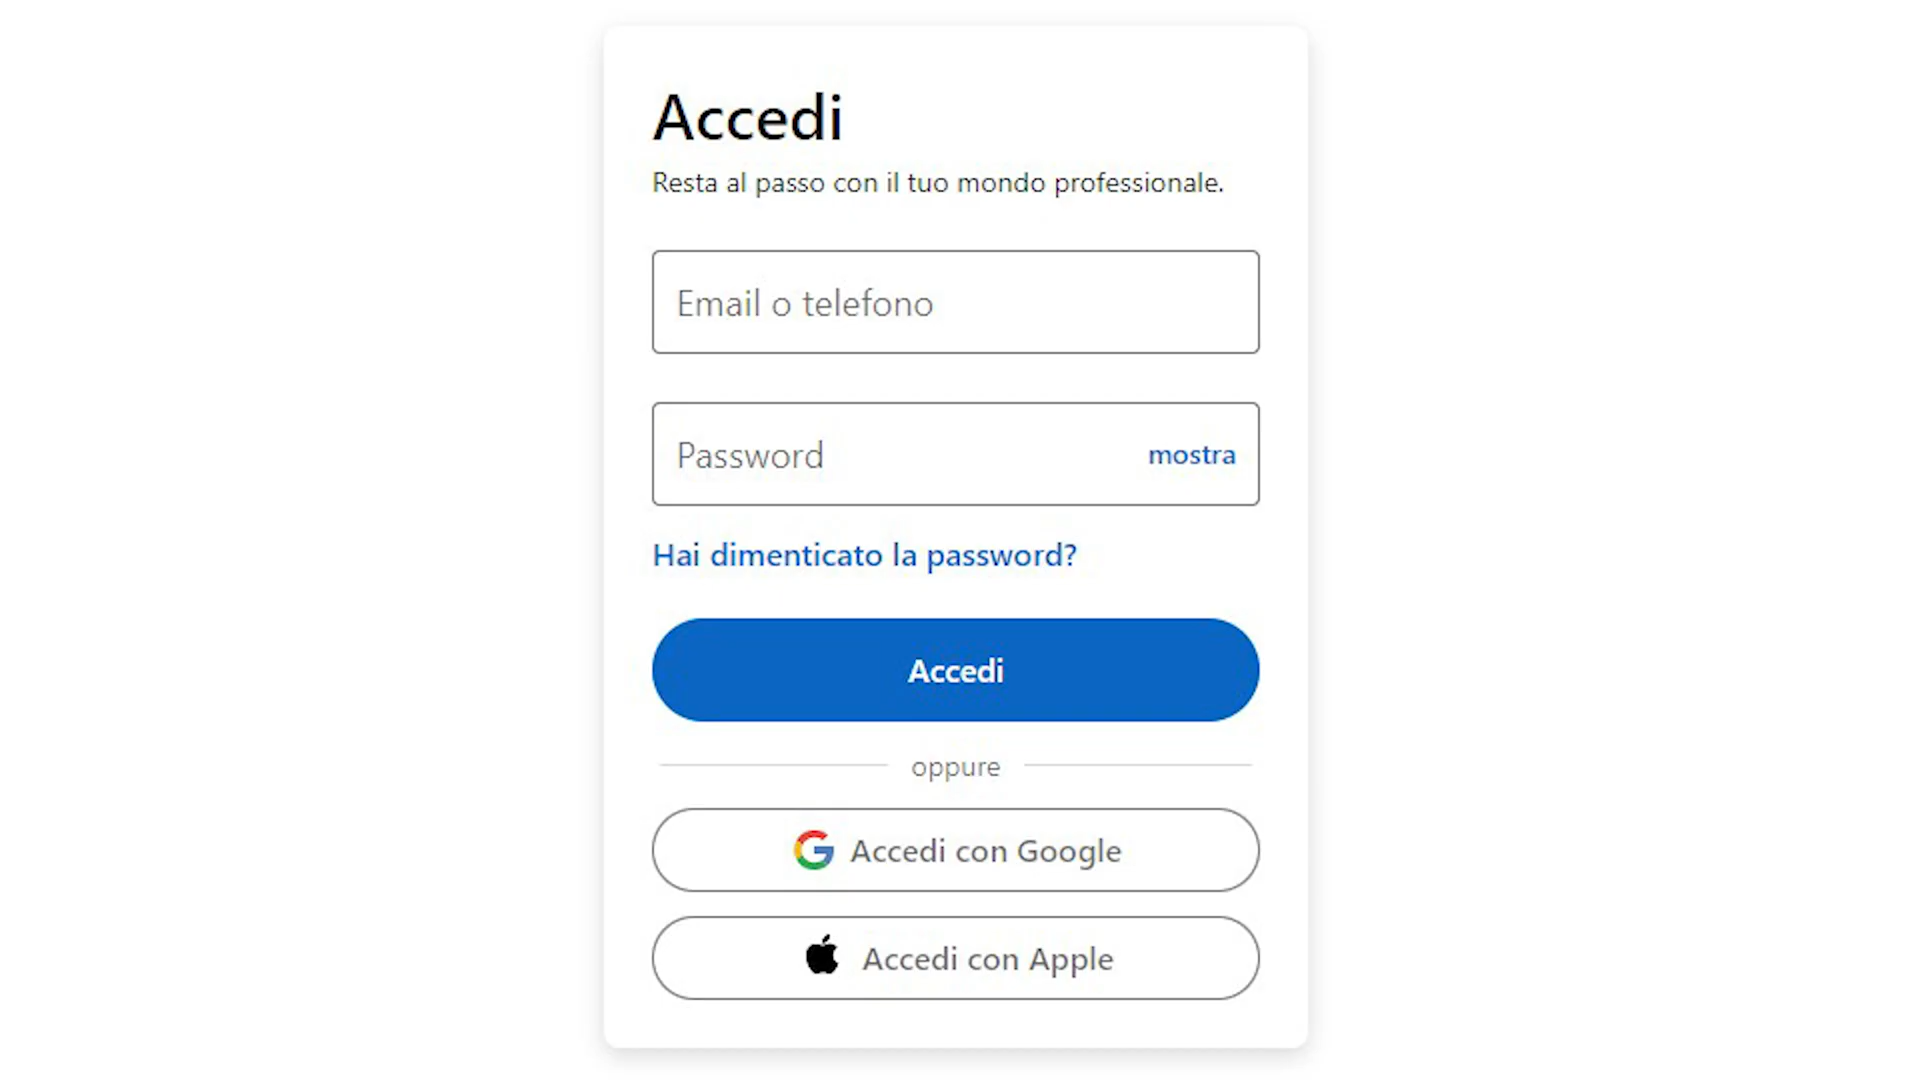 Accedi
Resta al passo con il tuo mondo professionale.
Email o telefono
Password mostra
Hai dimenticato la password?
Accedi
oppure
Accedi con Google
Accedi con Apple